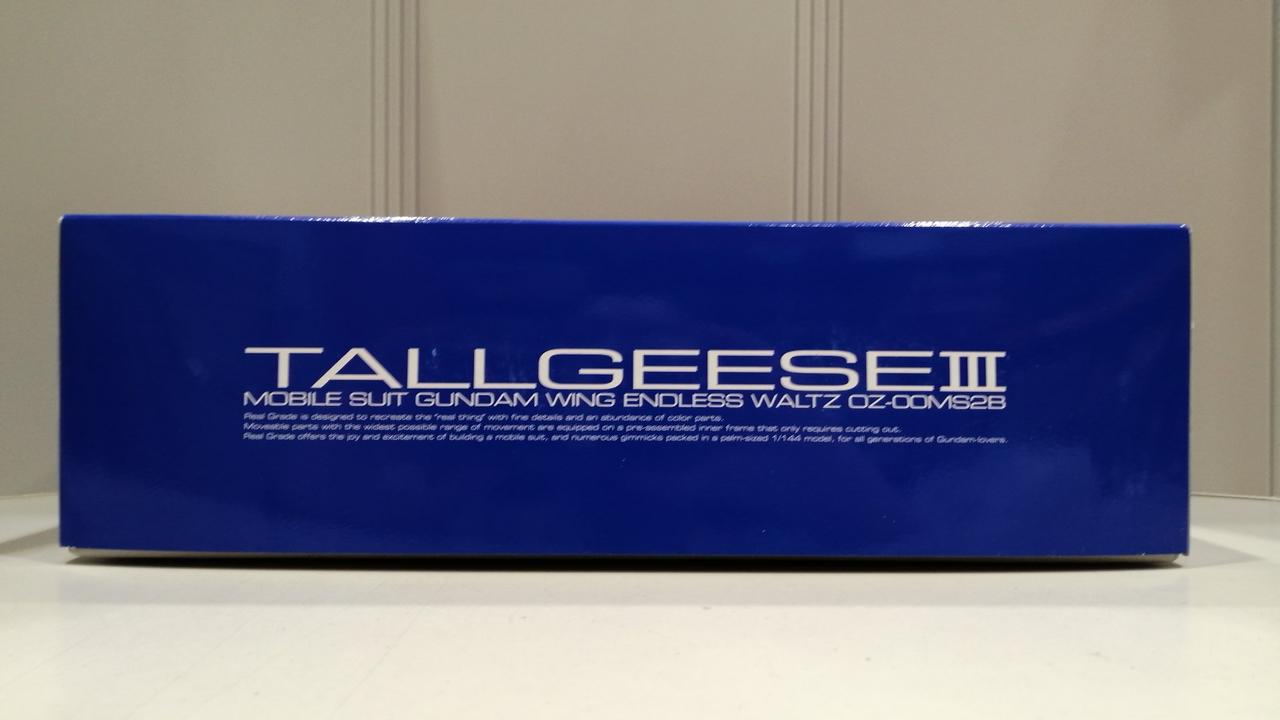 TALLGEESE III
MOBILE SUIT GUNDAM WING ENDLESS WALTZ OZ-00MS2B
Real Grade is designed to recreate the "real thing" with fine details and an abundance of color parts.
Moveable parts with the widest possible range of movement are equipped on a pre-assembled inner frame that only requires cutting out.
Real Grade offers the joy and excitement of building a mobile suit, and numerous gimmicks packed in a palm-sized 1/144 model, for all generations of Gundam-lovers.